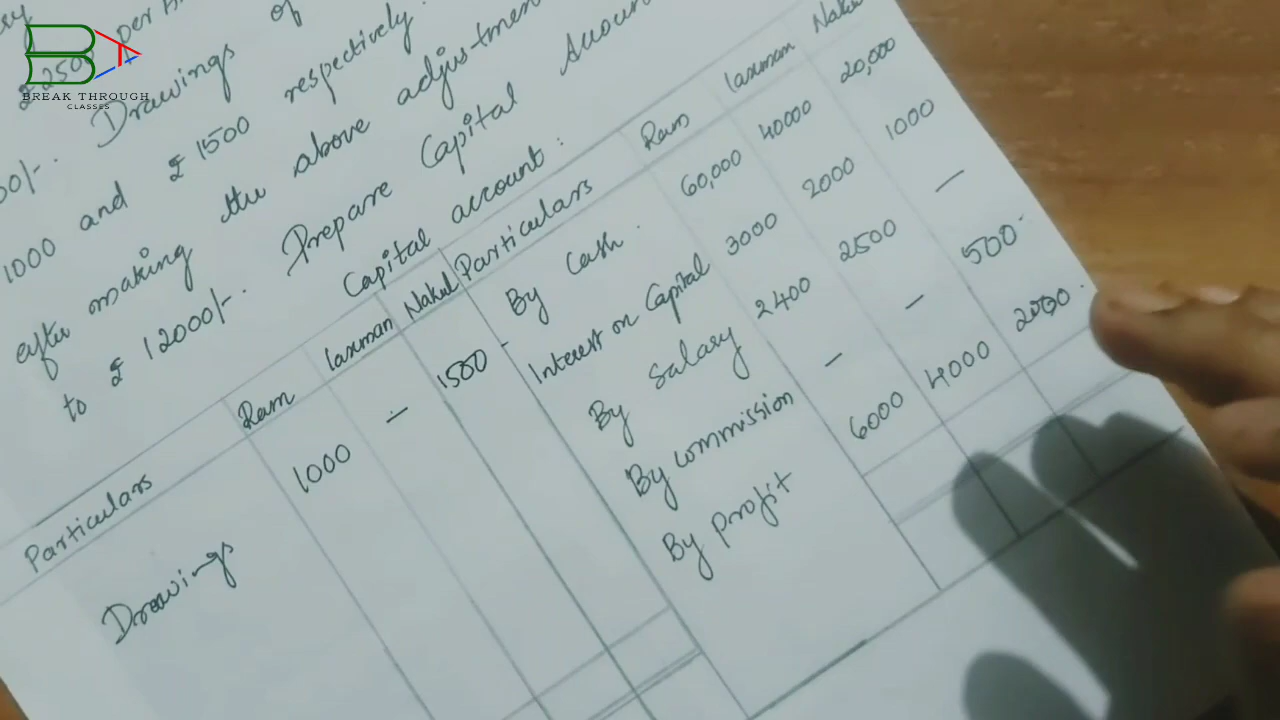 ₹ 2500 per
00/-. Drawings of
1000 and ₹ 1500 respectively.
after making the above adjustment
to ₹ 12000/-. Prepare Capital Account
Capital account:
Particulars Ram laxman Nakul Particulars Ram laxman Naku
Drawings 1000 — 1500 By Cash. 60,000 40000 20,000
Interest on Capital 3000 2000 1000
By Salary 2400 2500 —
By commission — — 500
By profit 6000 4000 2000
BREAK THROUGH
CLASSES